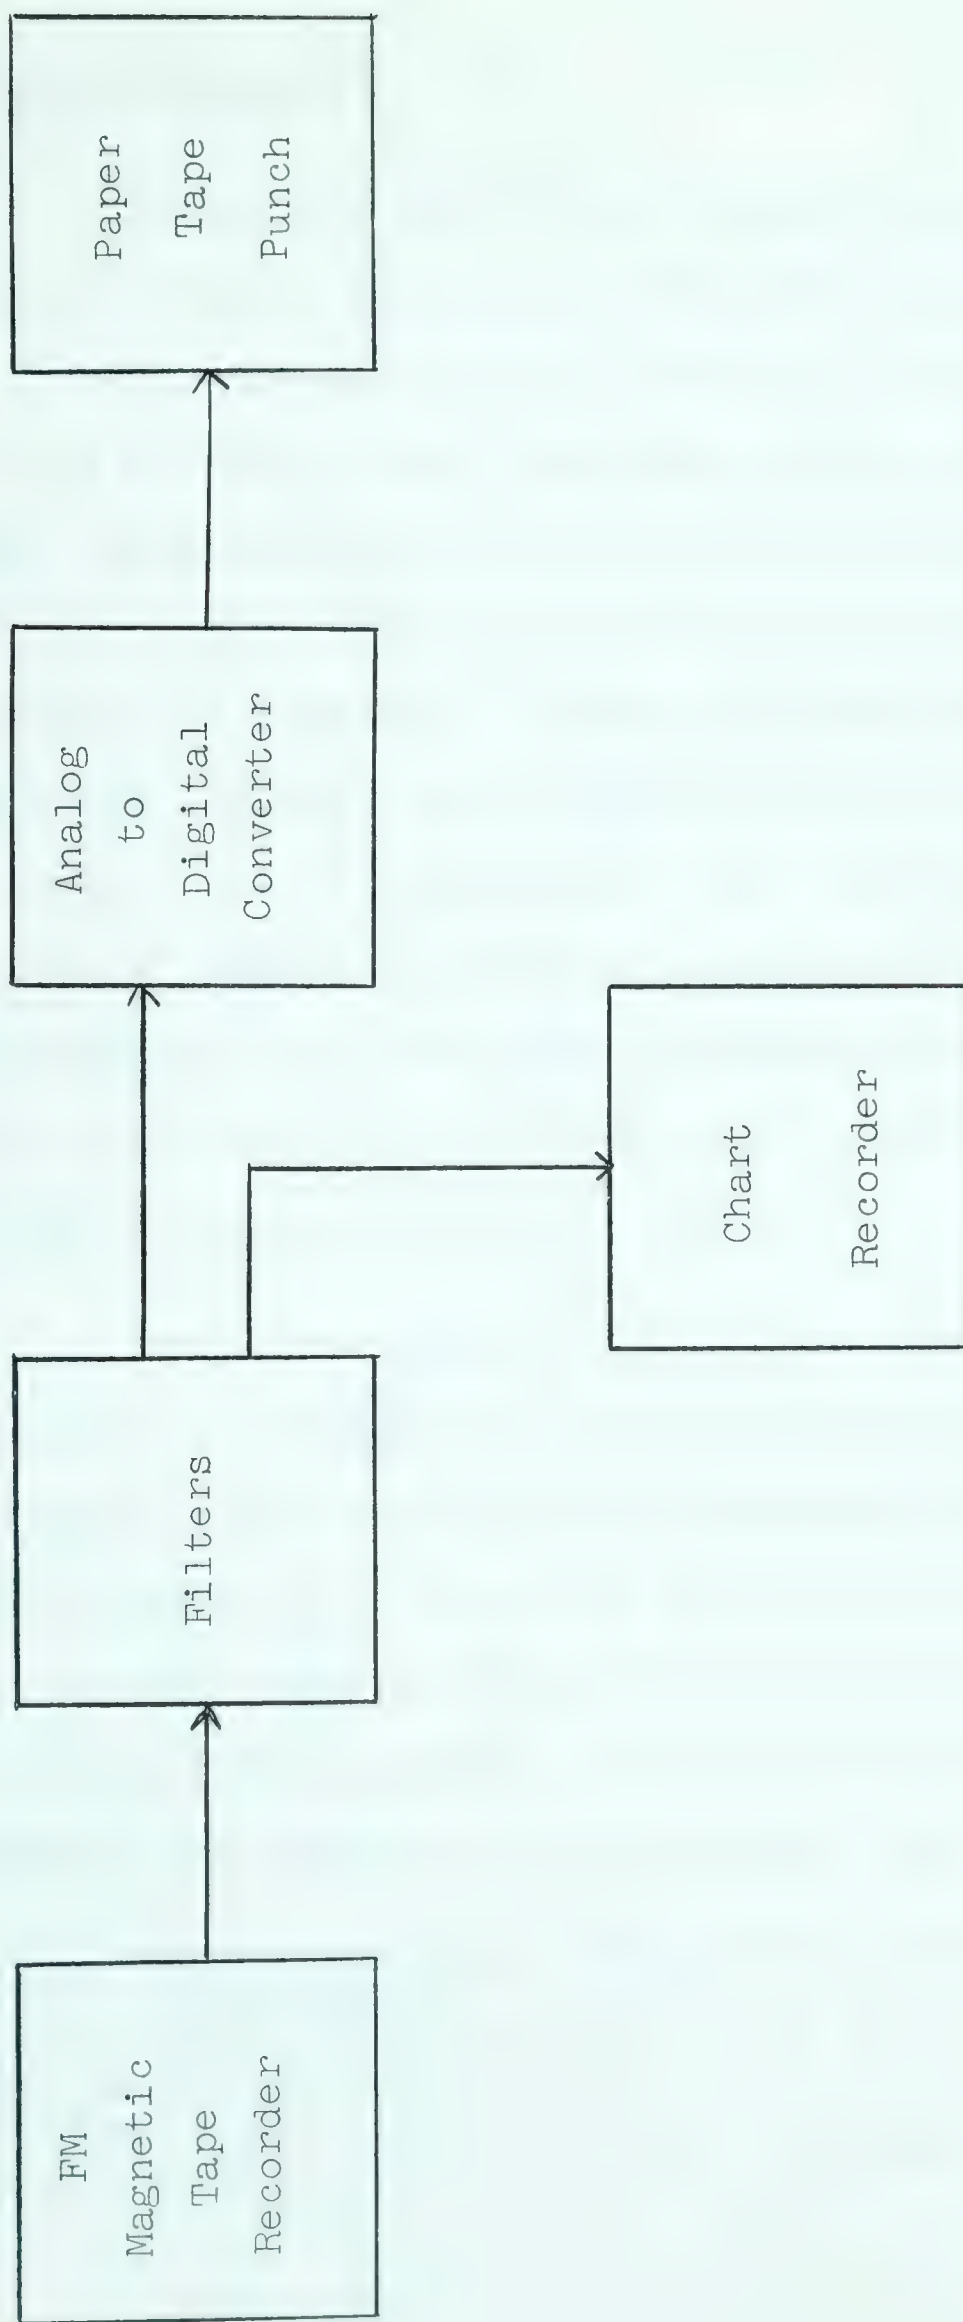 FM
Magnetic
Tape
Recorder
Filters
Analog
to
Digital
Converter
Paper
Tape
Punch
Chart
Recorder